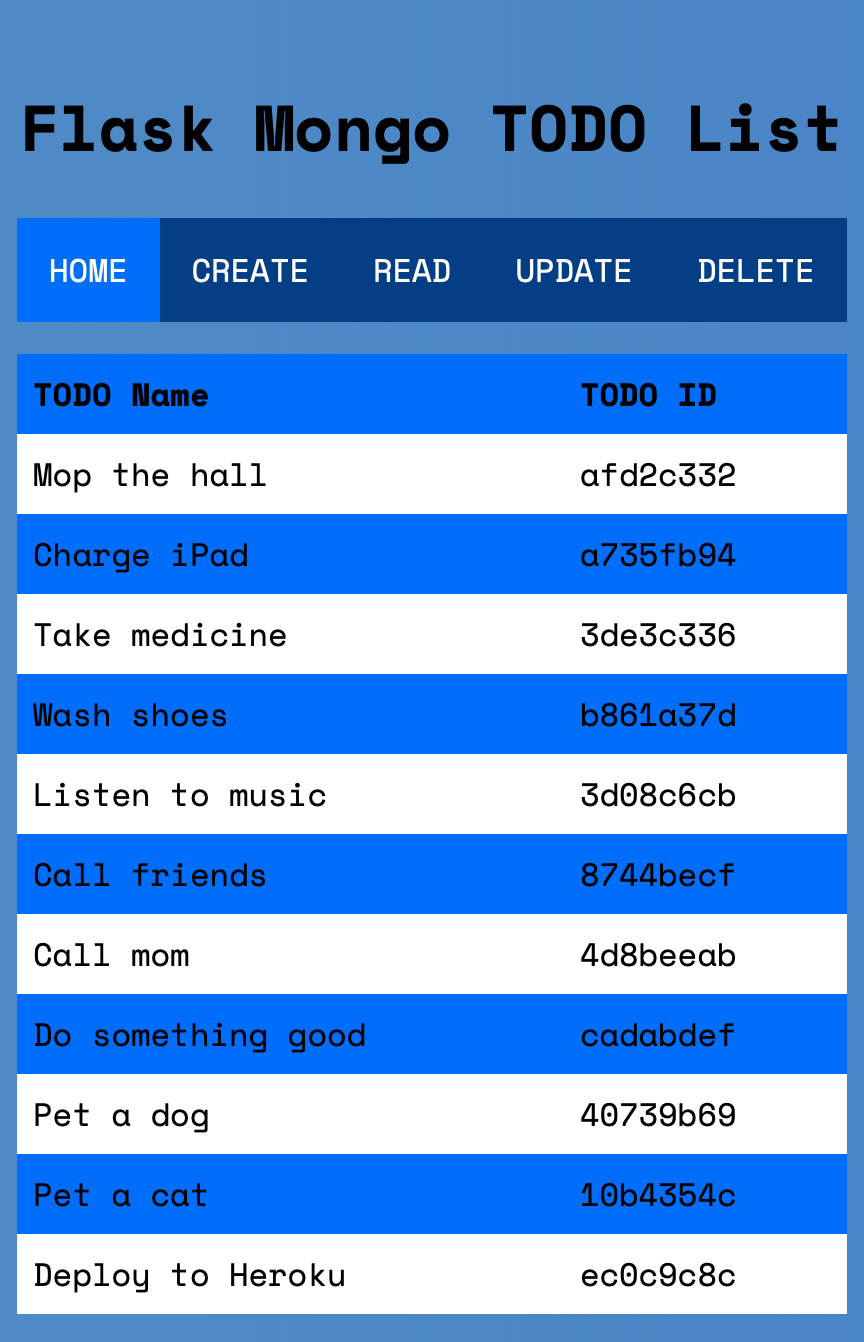 Flask Mongo TODO List
HOME CREATE READ UPDATE DELETE
TODO Name TODO ID
Mop the hall afd2c332
Charge iPad a735fb94
Take medicine 3de3c336
Wash shoes b861a37d
Listen to music 3d08c6cb
Call friends 8744becf
Call mom 4d8beeab
Do something good cadabdef
Pet a dog 40739b69
Pet a cat 10b4354c
Deploy to Heroku ec0c9c8c